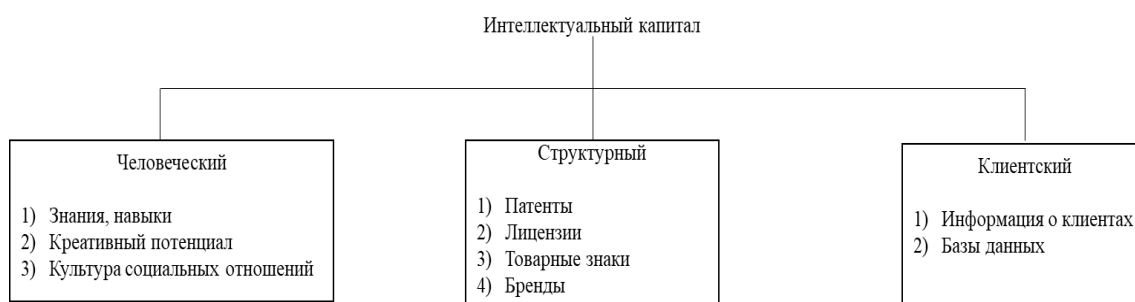 Интеллектуальный капитал
Человеческий
1) Знания, навыки
2) Креативный потенциал
3) Культура социальных отношений
Структурный
1) Патенты
2) Лицензии
3) Товарные знаки
4) Бренды
Клиентский
1) Информация о клиентах
2) Базы данных